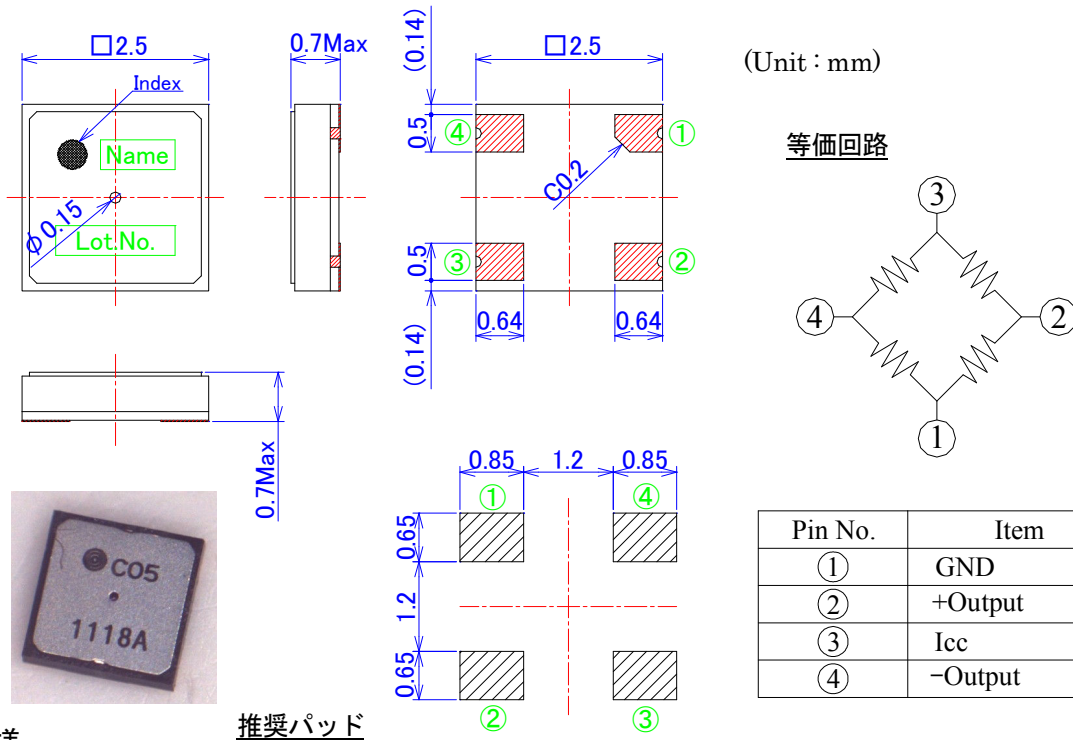 □2.5
Index
Name
φ0.15
Lot.No.
0.7Max
0.7Max
(0.14)
□2.5
0.5
④
①
C0.2
0.5
③
②
0.64
0.64
(0.14)
(Unit : mm)
等価回路
3
4
2
1
C05
1118A
0.85
1.2
0.85
①
④
0.65
1.2
0.65
②
③
推奨パッド
Pin No. Item
① GND
② +Output
③ Icc
④ -Output